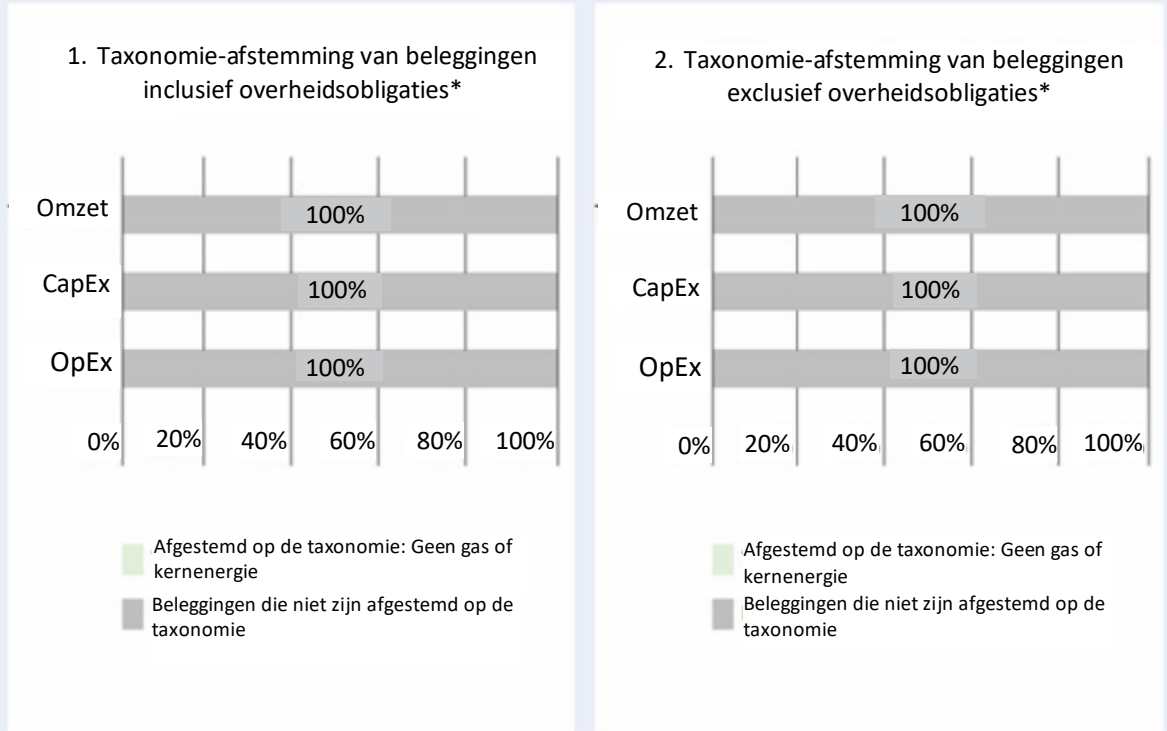 1. Taxonomie-afstemming van beleggingen
inclusief overheidsobligaties*
Omzet
100%
CapEx
100%
OpEx
100%
0% 20% 40% 60% 80% 100%
Afgestemd op de taxonomie: Geen gas of
kernenergie
Beleggingen die niet zijn afgestemd op de
taxonomie
2. Taxonomie-afstemming van beleggingen
exclusief overheidsobligaties*
Omzet
100%
CapEx
100%
OpEx
100%
0% 20% 40% 60% 80% 100%
Afgestemd op de taxonomie: Geen gas of
kernenergie
Beleggingen die niet zijn afgestemd op de
taxonomie